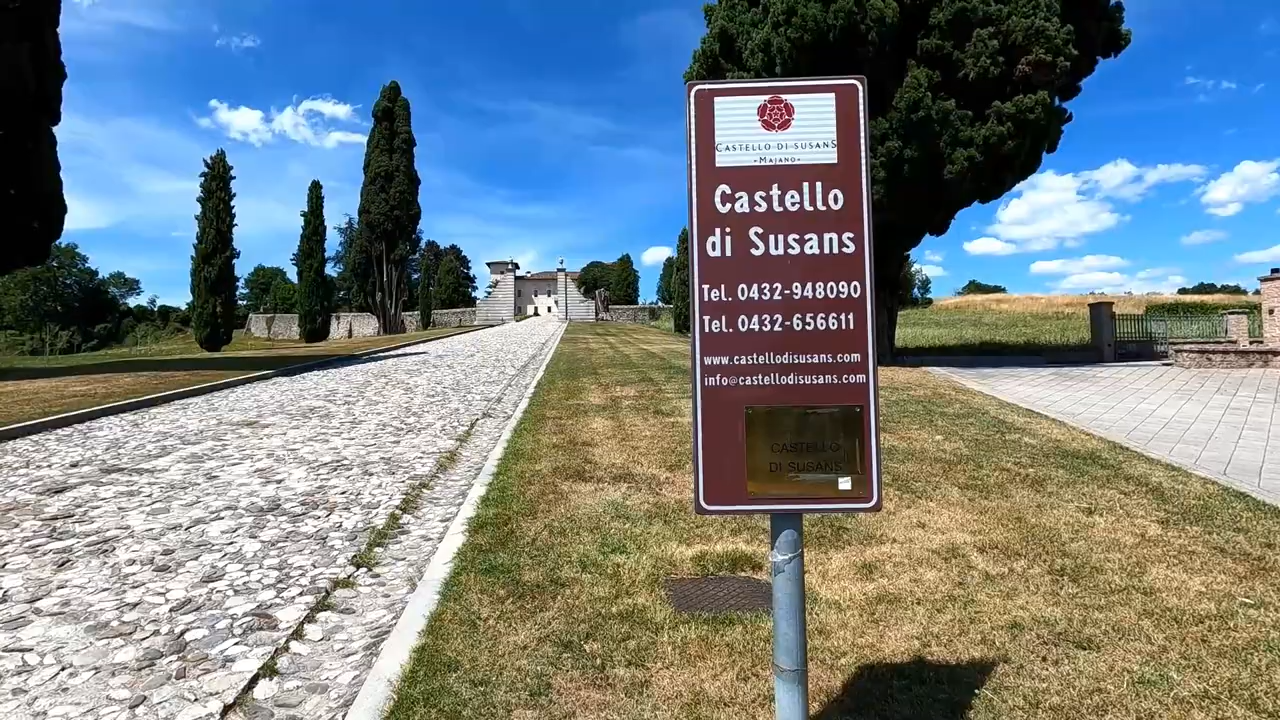 CASTELLO DI SUSANS
- MAJANO -
Castello
di Susans
Tel. 0432-948090
Tel. 0432-656611
www.castellodisusans.com
info@castellodisusans.com
CASTELLO
DI SUSANS